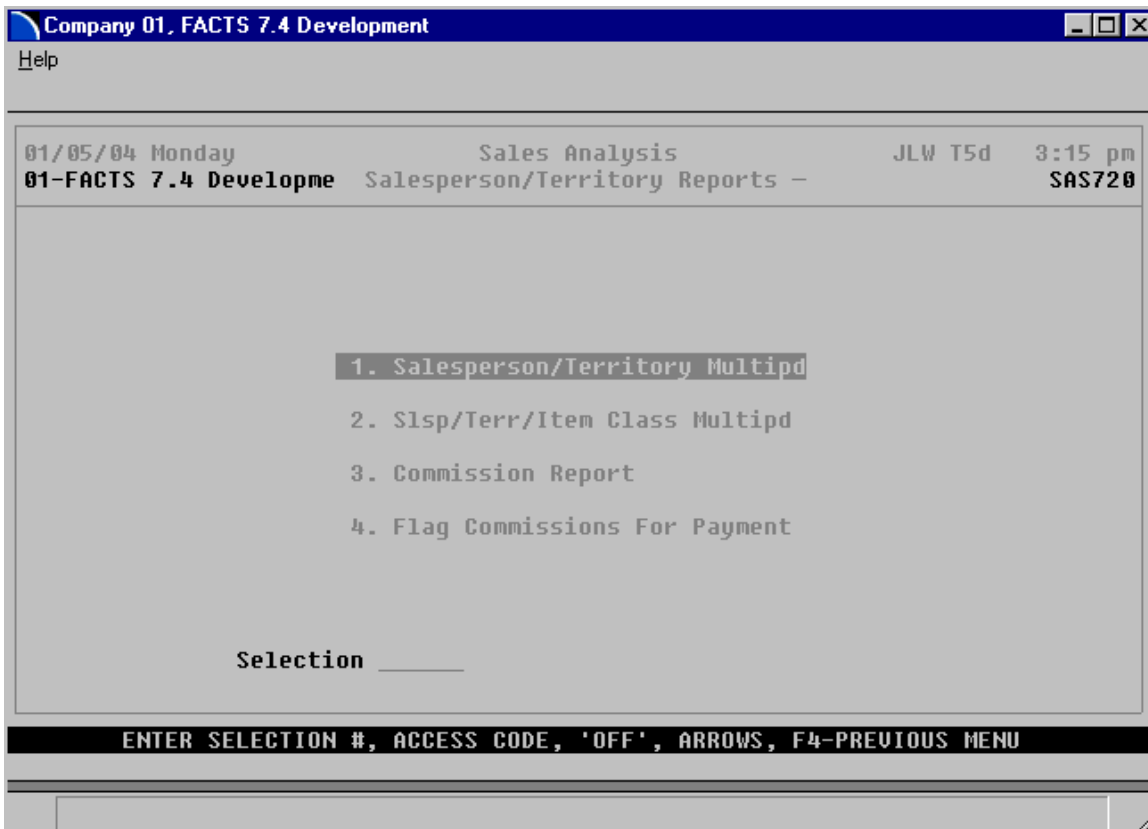 Company 01, FACTS 7.4 Development
Help
01/05/04 Monday Sales Analysis JLW T5d 3:15 pm
01-FACTS 7.4 Developme Salesperson/Territory Reports — SAS720
1. Salesperson/Territory Multipd
2. Slsp/Terr/Item Class Multipd
3. Commission Report
4. Flag Commissions For Payment
Selection ______
ENTER SELECTION #, ACCESS CODE, 'OFF', ARROWS, F4-PREVIOUS MENU